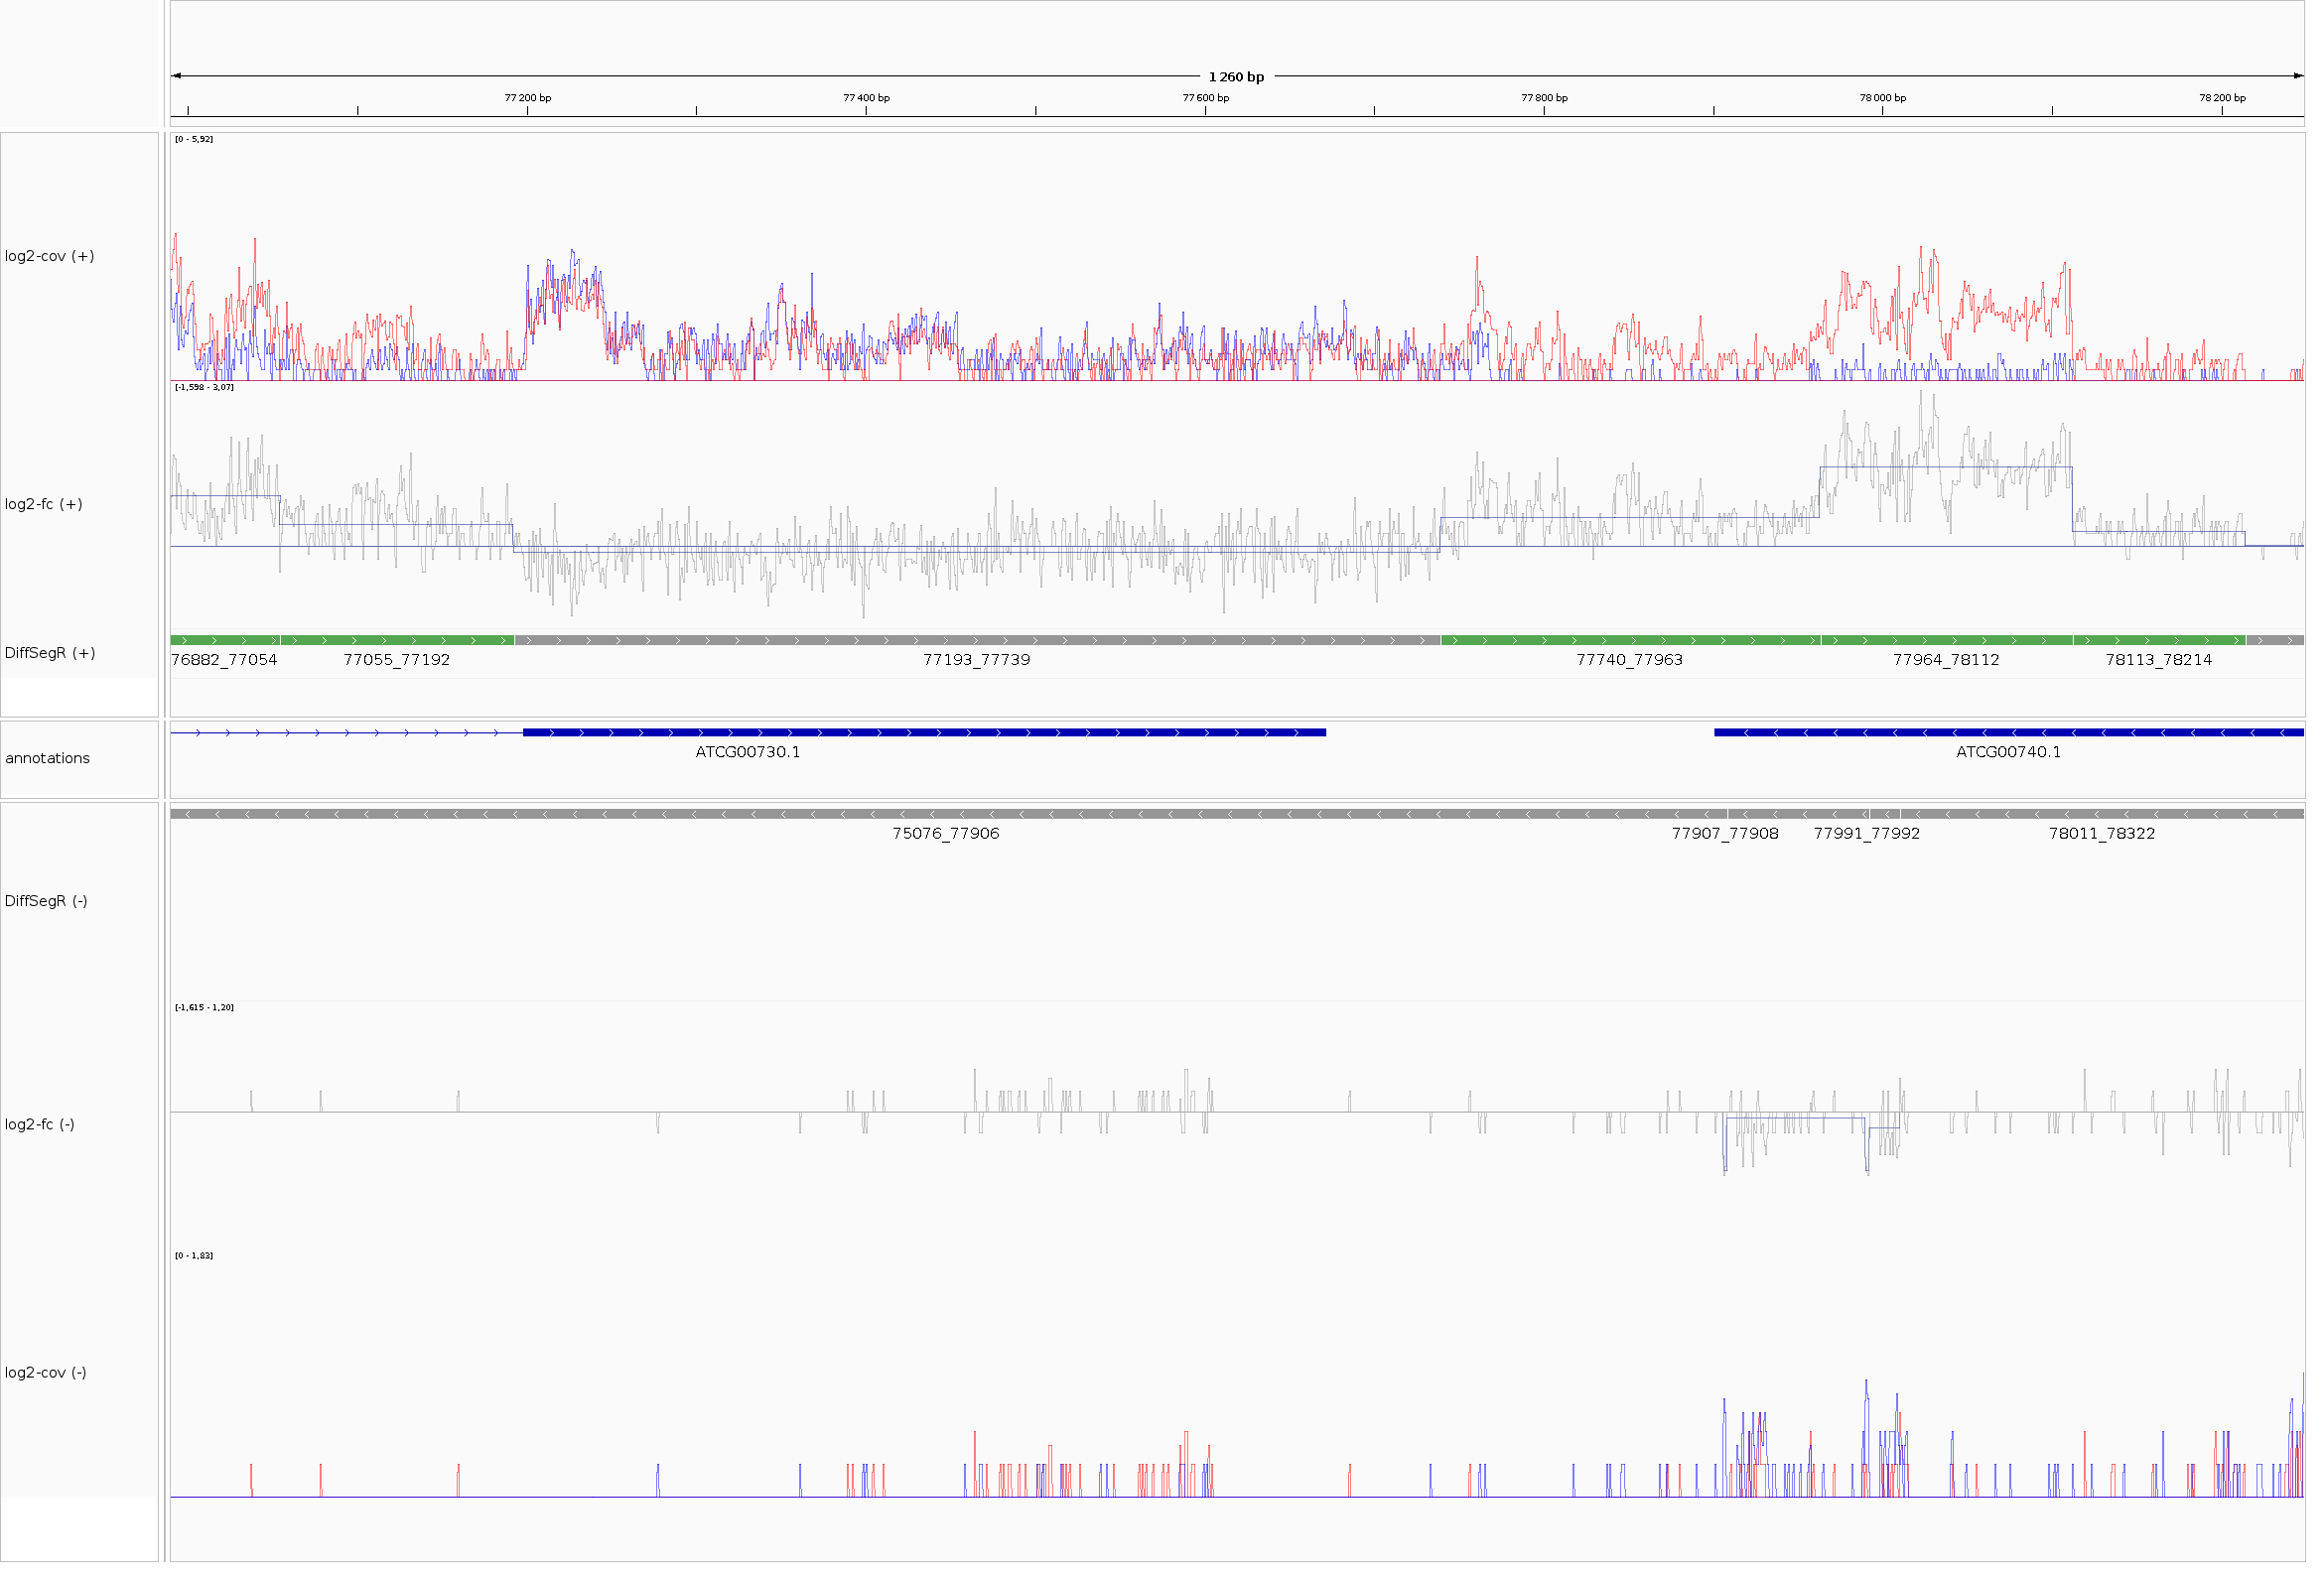 1 260 bp
77 200 bp 77 400 bp 77 600 bp 77 800 bp 78 000 bp 78 200 bp
[0 - 5,92]
log2-cov (+)
[-1,598 - 3,07]
log2-fc (+)
DiffSegR (+)
76882_77054 77055_77192 77193_77739 77740_77963 77964_78112 78113_78214
annotations
ATCG00730.1 ATCG00740.1
75076_77906 77907_77908 77991_77992 78011_78322
DiffSegR (-)
[-1,615 - 1,20]
log2-fc (-)
[0 - 1,83]
log2-cov (-)